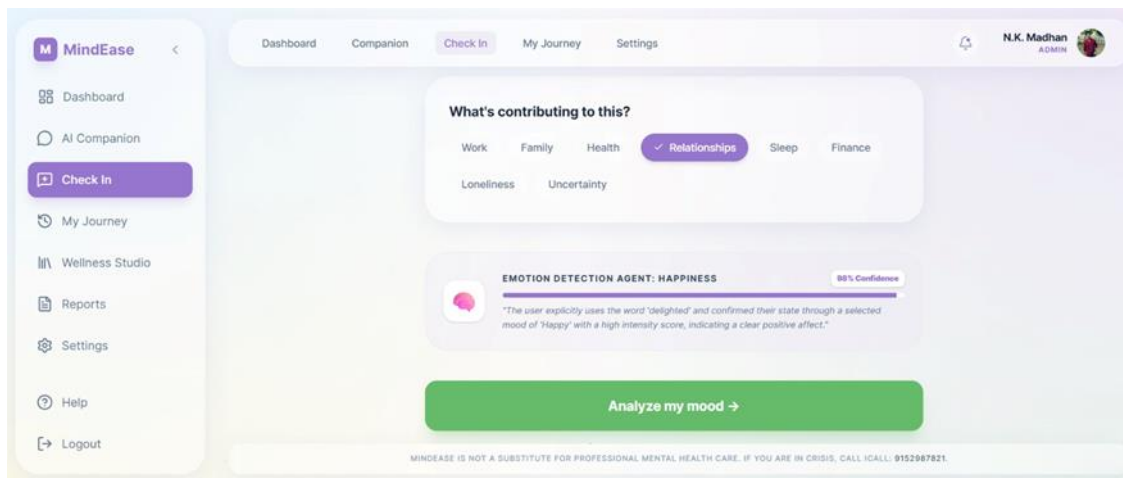 M MindEase
Dashboard
AI Companion
Check In
My Journey
Wellness Studio
Reports
Settings
Help
Logout
Dashboard Companion Check In My Journey Settings
N.K. Madhan
ADMIN
What's contributing to this?
Work Family Health Relationships Sleep Finance
Loneliness Uncertainty
EMOTION DETECTION AGENT: HAPPINESS
98% Confidence
"The user explicitly uses the word 'delighted' and confirmed their state through a selected
mood of 'Happy' with a high intensity score, indicating a clear positive affect."
Analyze my mood →
MINDEASE IS NOT A SUBSTITUTE FOR PROFESSIONAL MENTAL HEALTH CARE. IF YOU ARE IN CRISIS, CALL ICALL: 9152987821.